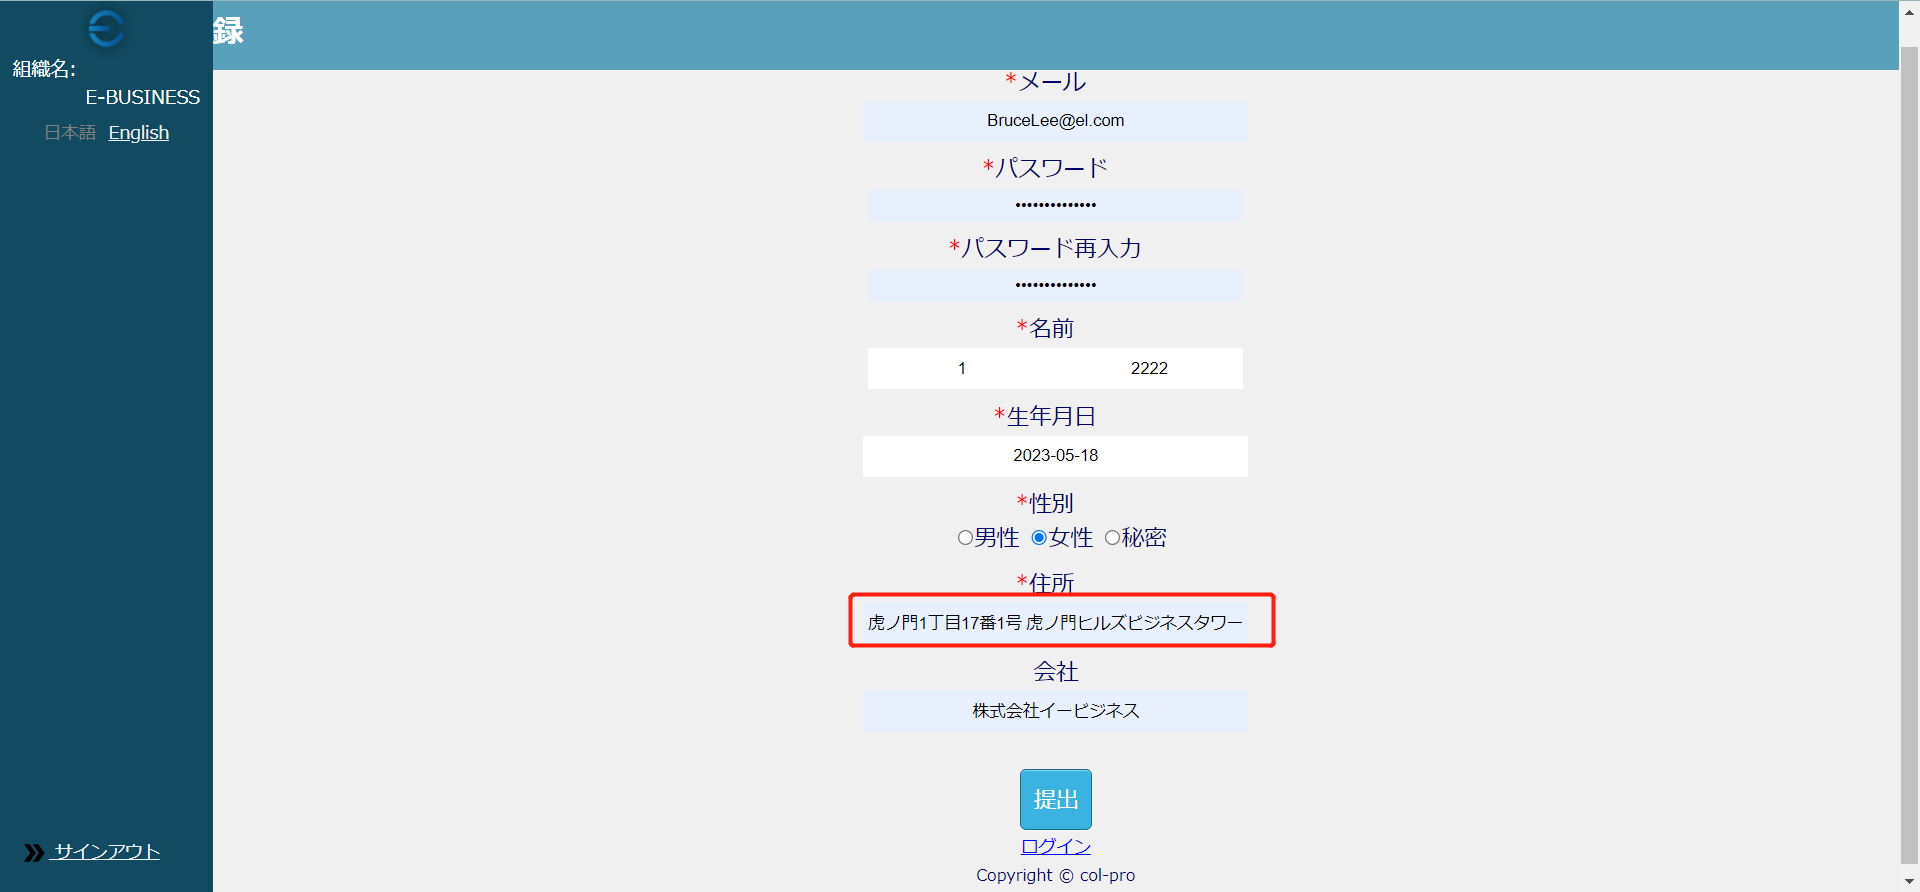 組織名:
E-BUSINESS
日本語 English
サインアウト
録
*メール
BruceLee@el.com
*パスワード
••••••••••••••
*パスワード再入力
••••••••••••••
*名前
1 2222
*生年月日
2023-05-18
*性別
男性 女性 秘密
*住所
虎ノ門1丁目17番1号 虎ノ門ヒルズビジネスタワー
会社
株式会社イービジネス
提出
ログイン
Copyright © col-pro